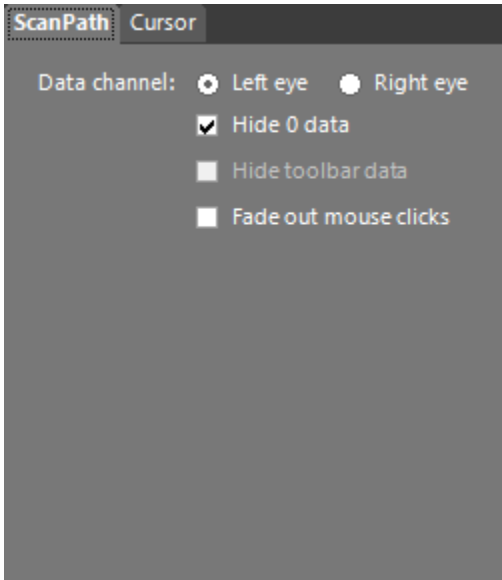 ScanPath Cursor
Data channel: Left eye Right eye
Hide 0 data
Hide toolbar data
Fade out mouse clicks